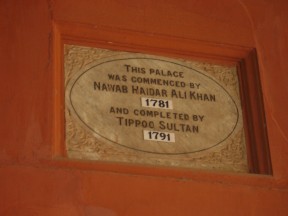 THIS PALACE
WAS COMMENCED BY
NAWAB HAIDAR ALI KHAN
1781
AND COMPLETED BY
TIPPOO SULTAN
1791